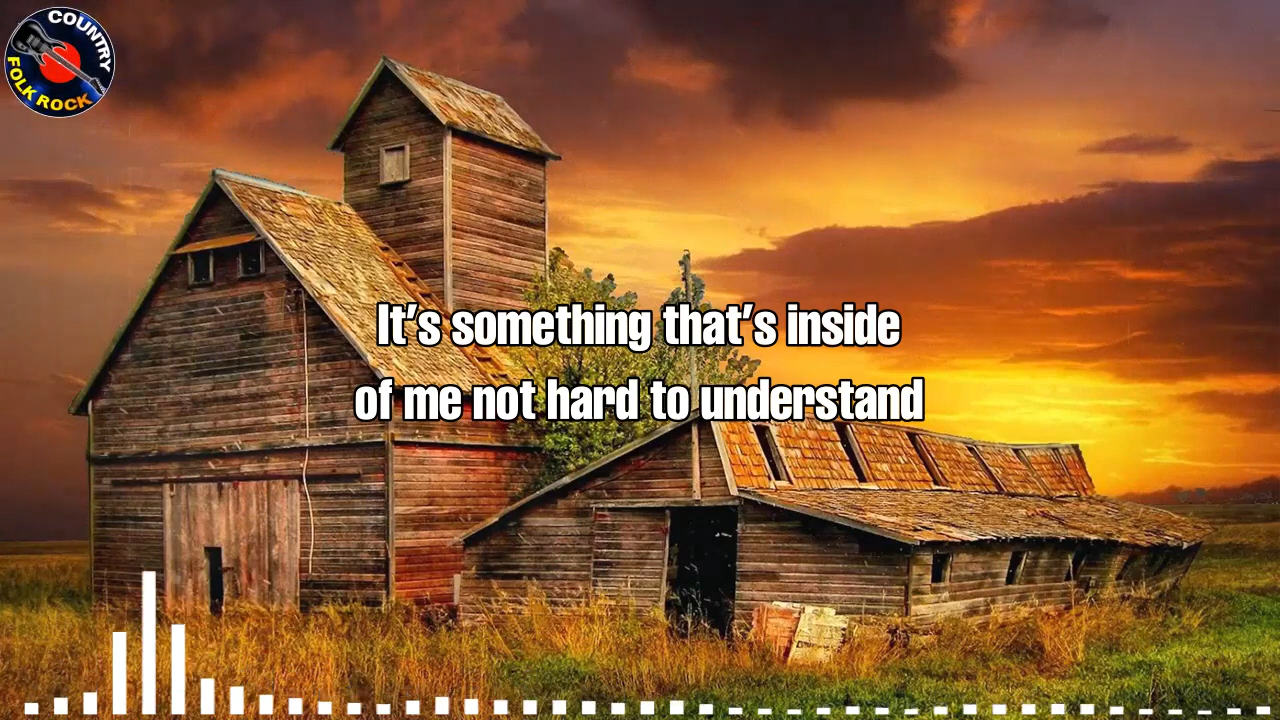 COUNTRY
FOLK ROCK
It's something that's inside
of me not hard to understand